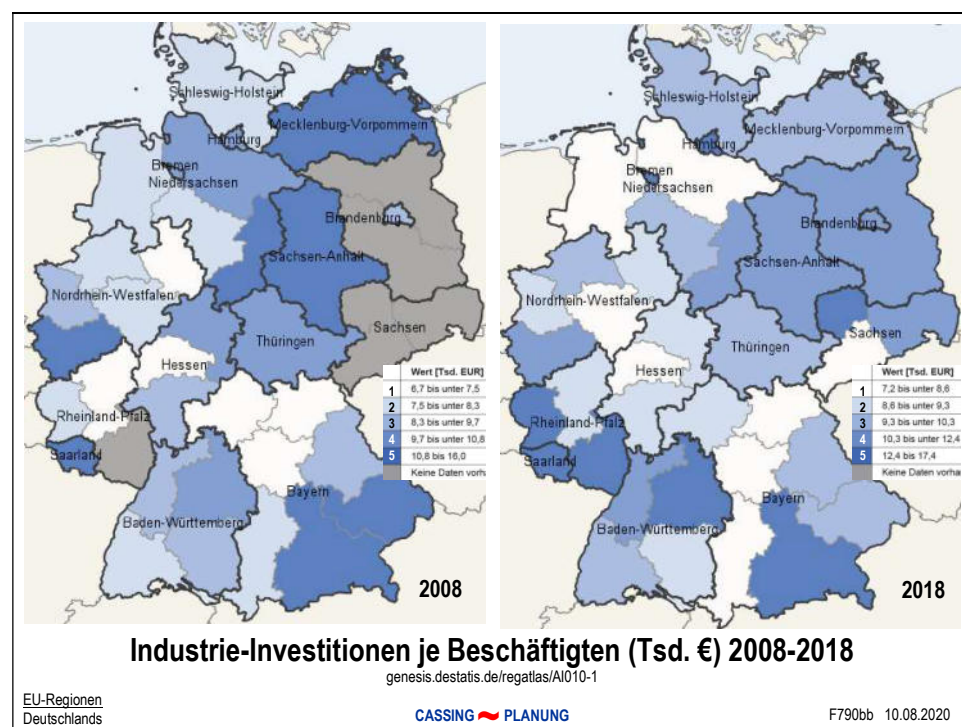 Schleswig-Holstein
Mecklenburg-Vorpommern
Hamburg
Bremen
Niedersachsen
Brandenburg
Sachsen-Anhalt
Nordrhein-Westfalen
Sachsen
Thüringen
Hessen
Rheinland-Pfalz
Saarland
Bayern
Baden-Württemberg
Wert [Tsd. EUR]
1 6,7 bis unter 7,5
2 7,5 bis unter 8,3
3 8,3 bis unter 9,7
4 9,7 bis unter 10,8
5 10,8 bis 16,0
Keine Daten vorha
2008
Schleswig-Holstein
Mecklenburg-Vorpommern
Hamburg
Bremen
Niedersachsen
Brandenburg
Sachsen-Anhalt
Nordrhein-Westfalen
Sachsen
Thüringen
Hessen
Rheinland-Pfalz
Saarland
Bayern
Baden-Württemberg
Wert [Tsd. EUR]
1 7,2 bis unter 8,6
2 8,6 bis unter 9,3
3 9,3 bis unter 10,3
4 10,3 bis unter 12,4
5 12,4 bis 17,4
Keine Daten vorha
2018
Industrie-Investitionen je Beschäftigten (Tsd. €) 2008-2018
genesis.destatis.de/regatlas/AI010-1
EU-Regionen
Deutschlands
CASSING PLANUNG
F790bb 10.08.2020